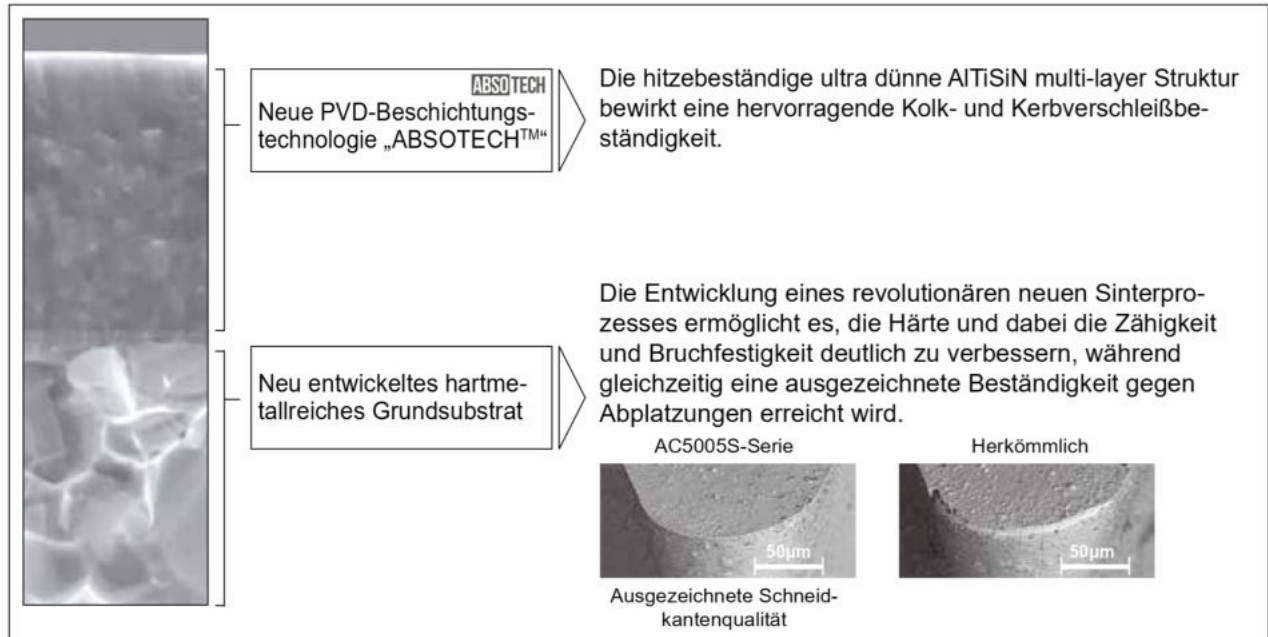 ABSOTECH
Neue PVD-Beschichtungs-
technologie „ABSOTECH™“
Die hitzebeständige ultra dünne AlTiSiN multi-layer Struktur
bewirkt eine hervorragende Kolk- und Kerbverschleißbe-
ständigkeit.
Neu entwickeltes hartme-
tallreiches Grundsubstrat
Die Entwicklung eines revolutionären neuen Sinterpro-
zesses ermöglicht es, die Härte und dabei die Zähigkeit
und Bruchfestigkeit deutlich zu verbessern, während
gleichzeitig eine ausgezeichnete Beständigkeit gegen
Abplatzungen erreicht wird.
AC5005S-Serie
50µm
Ausgezeichnete Schneid-
kantenqualität
Herkömmlich
50µm